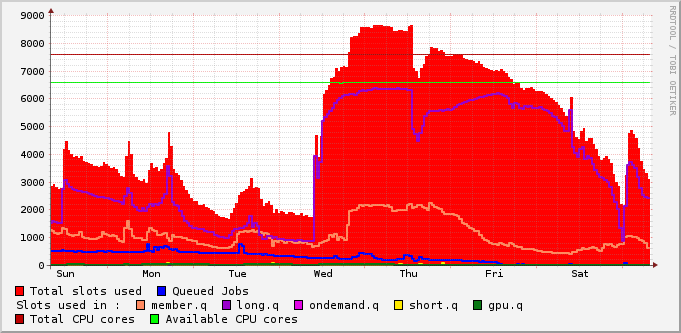 9000
8000
7000
6000
5000
4000
3000
2000
1000
0
Sun Mon Tue Wed Thu Fri Sat
RRDTOOL / TOBI OETIKER
Total slots used Queued Jobs
Slots used in : member.q long.q ondemand.q short.q gpu.q
Total CPU cores Available CPU cores